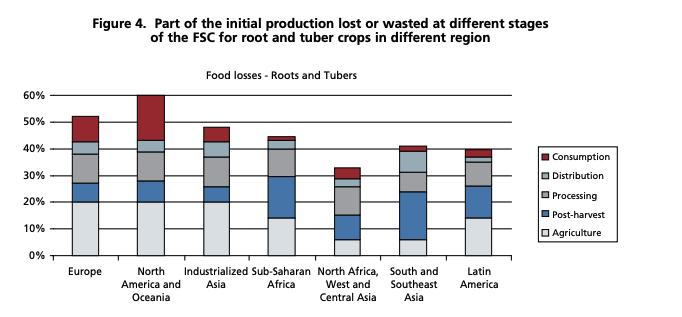 Figure 4. Part of the initial production lost or wasted at different stages
of the FSC for root and tuber crops in different region
Food losses - Roots and Tubers
60%
50%
40%
30%
20%
10%
0%
Europe
North
America and
Oceania
Industrialized
Asia
Sub-Saharan
Africa
North Africa,
West and
Central Asia
South and
Southeast
Asia
Latin
America
Consumption
Distribution
Processing
Post-harvest
Agriculture